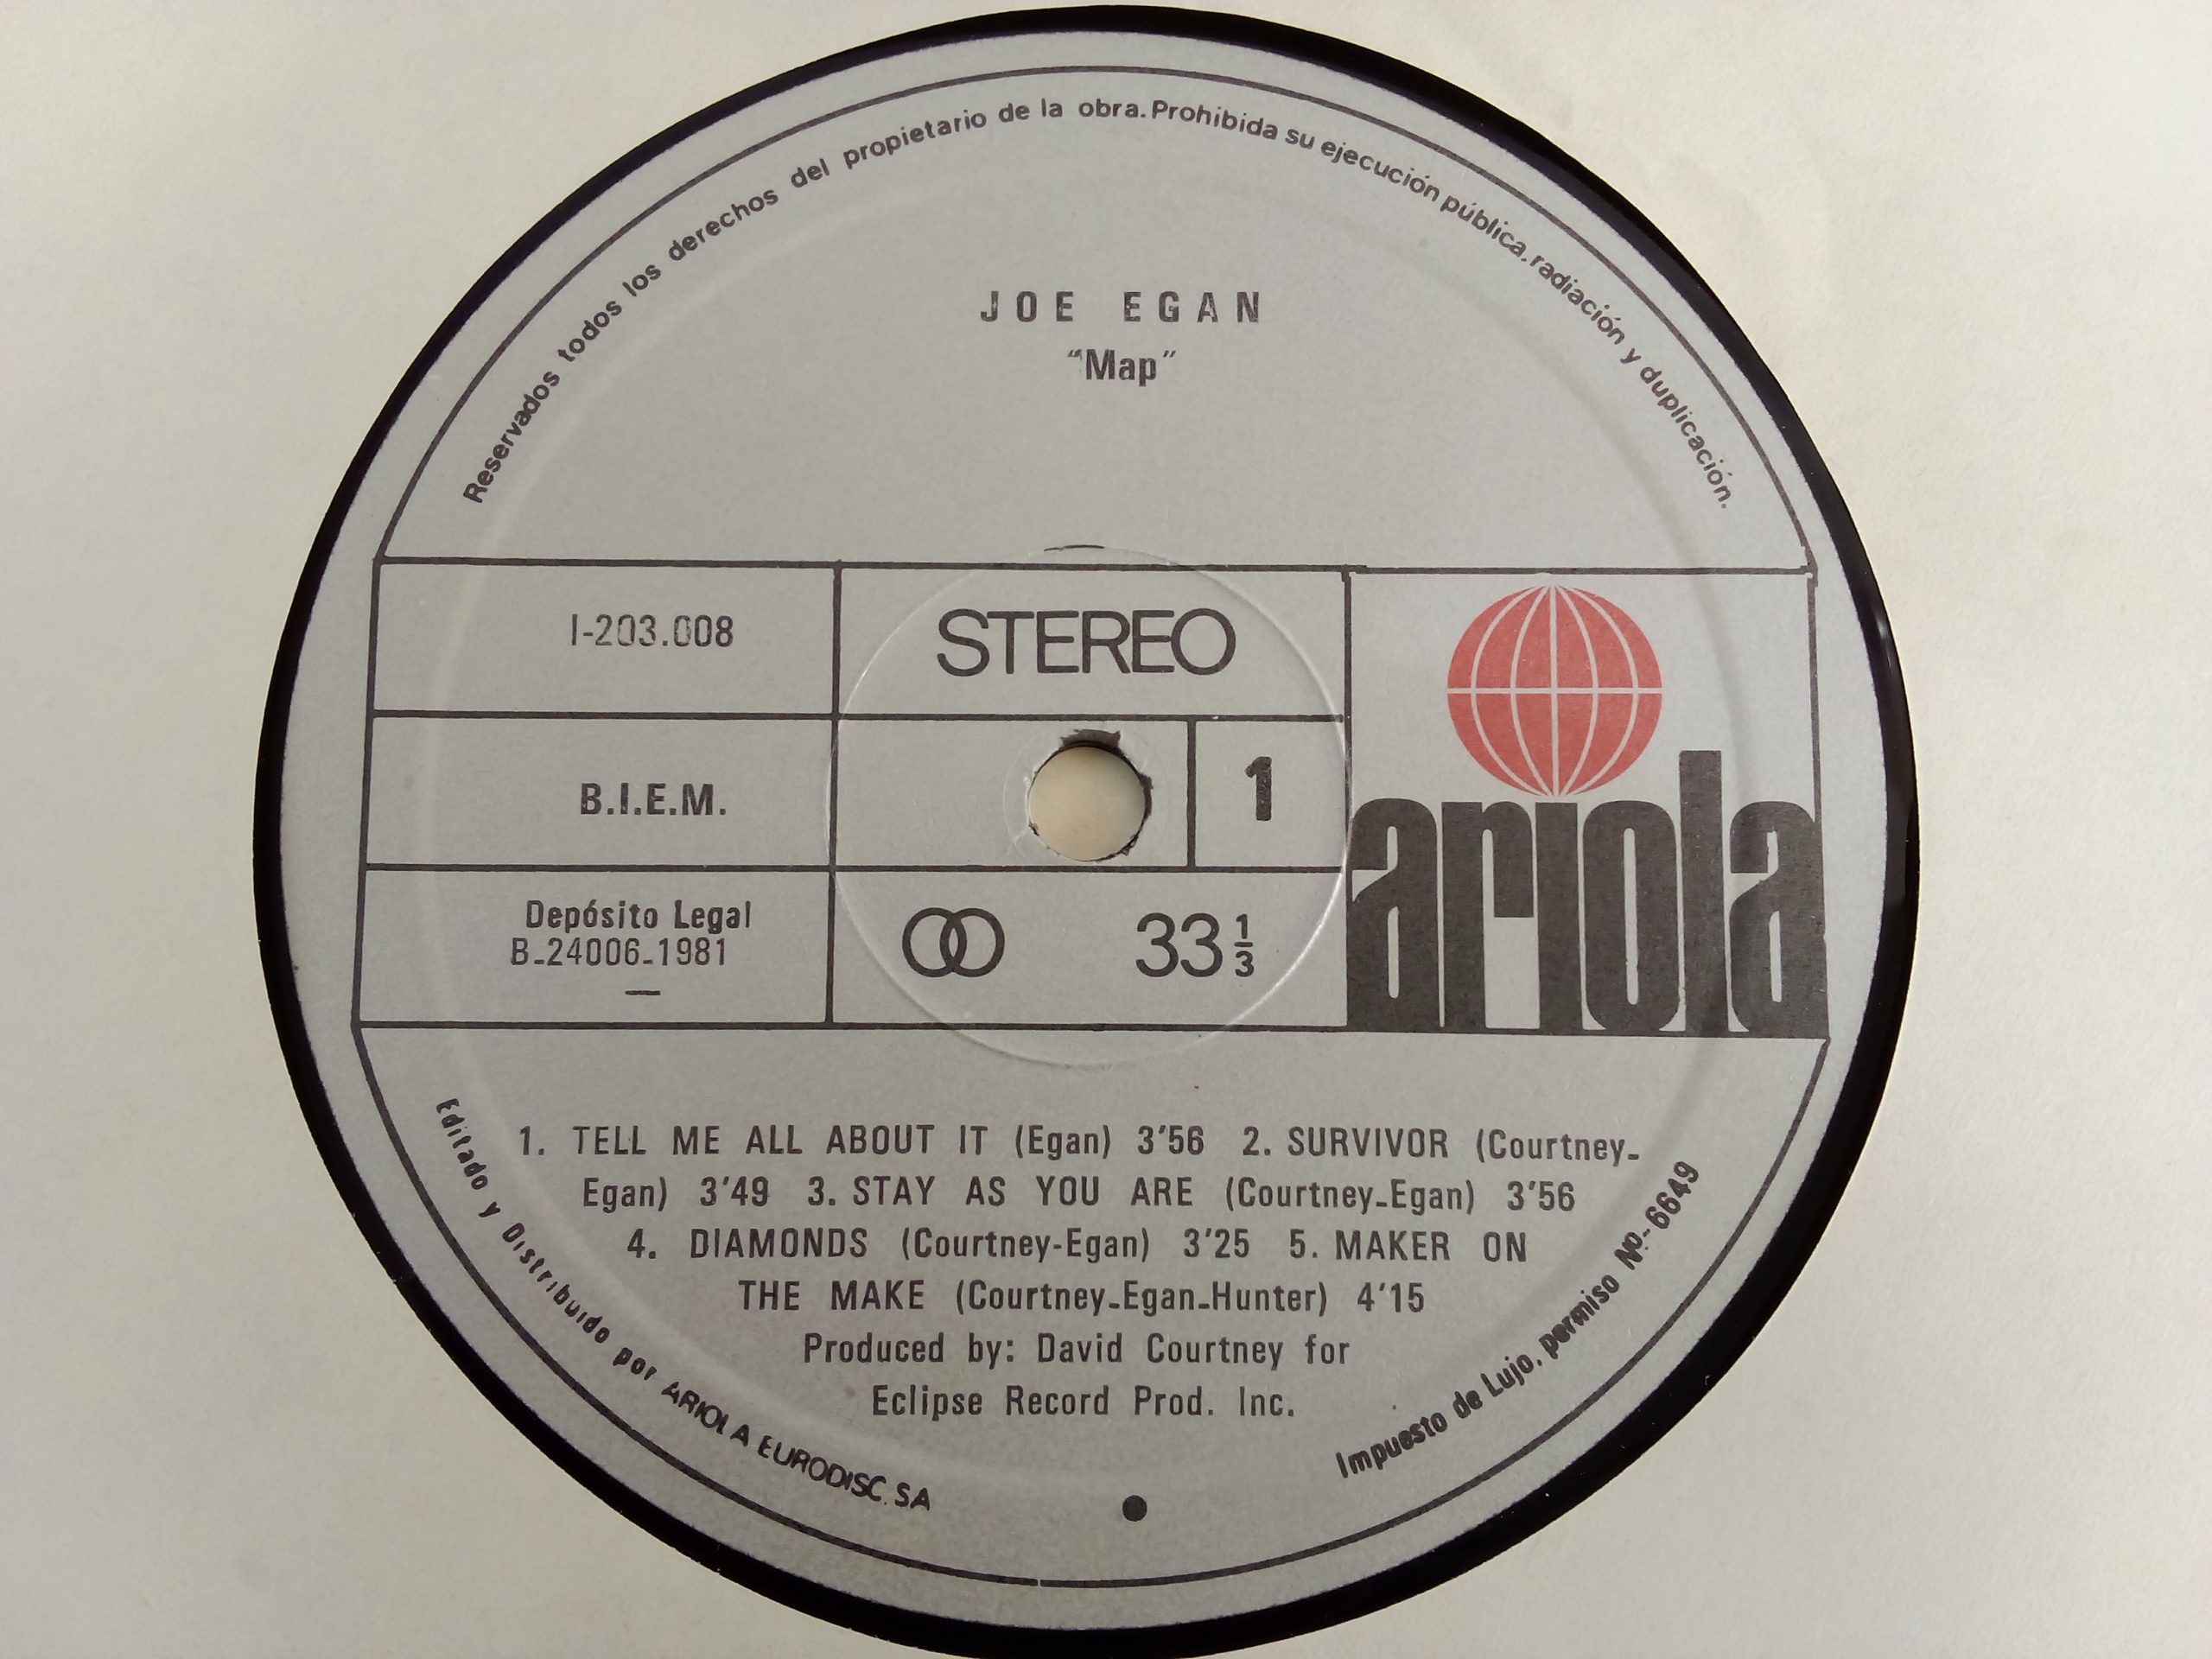 Reservados todos los derechos del propietario de la obra. Prohibida su ejecución pública, radiación y duplicación.
JOE EGAN
“Map”
I-203.008
STEREO
B.I.E.M.
1
Depósito Legal
B-24006-1981
33 1/3
ariola
1. TELL ME ALL ABOUT IT (Egan) 3'56 2. SURVIVOR (Courtney-
Egan) 3'49 3. STAY AS YOU ARE (Courtney-Egan) 3'56
4. DIAMONDS (Courtney-Egan) 3'25 5. MAKER ON
THE MAKE (Courtney-Egan-Hunter) 4'15
Produced by: David Courtney for
Eclipse Record Prod. Inc.
Editado y Distribuido por ARIOLA EURODISC. SA
Impuesto de Lujo, permiso Nº-6649